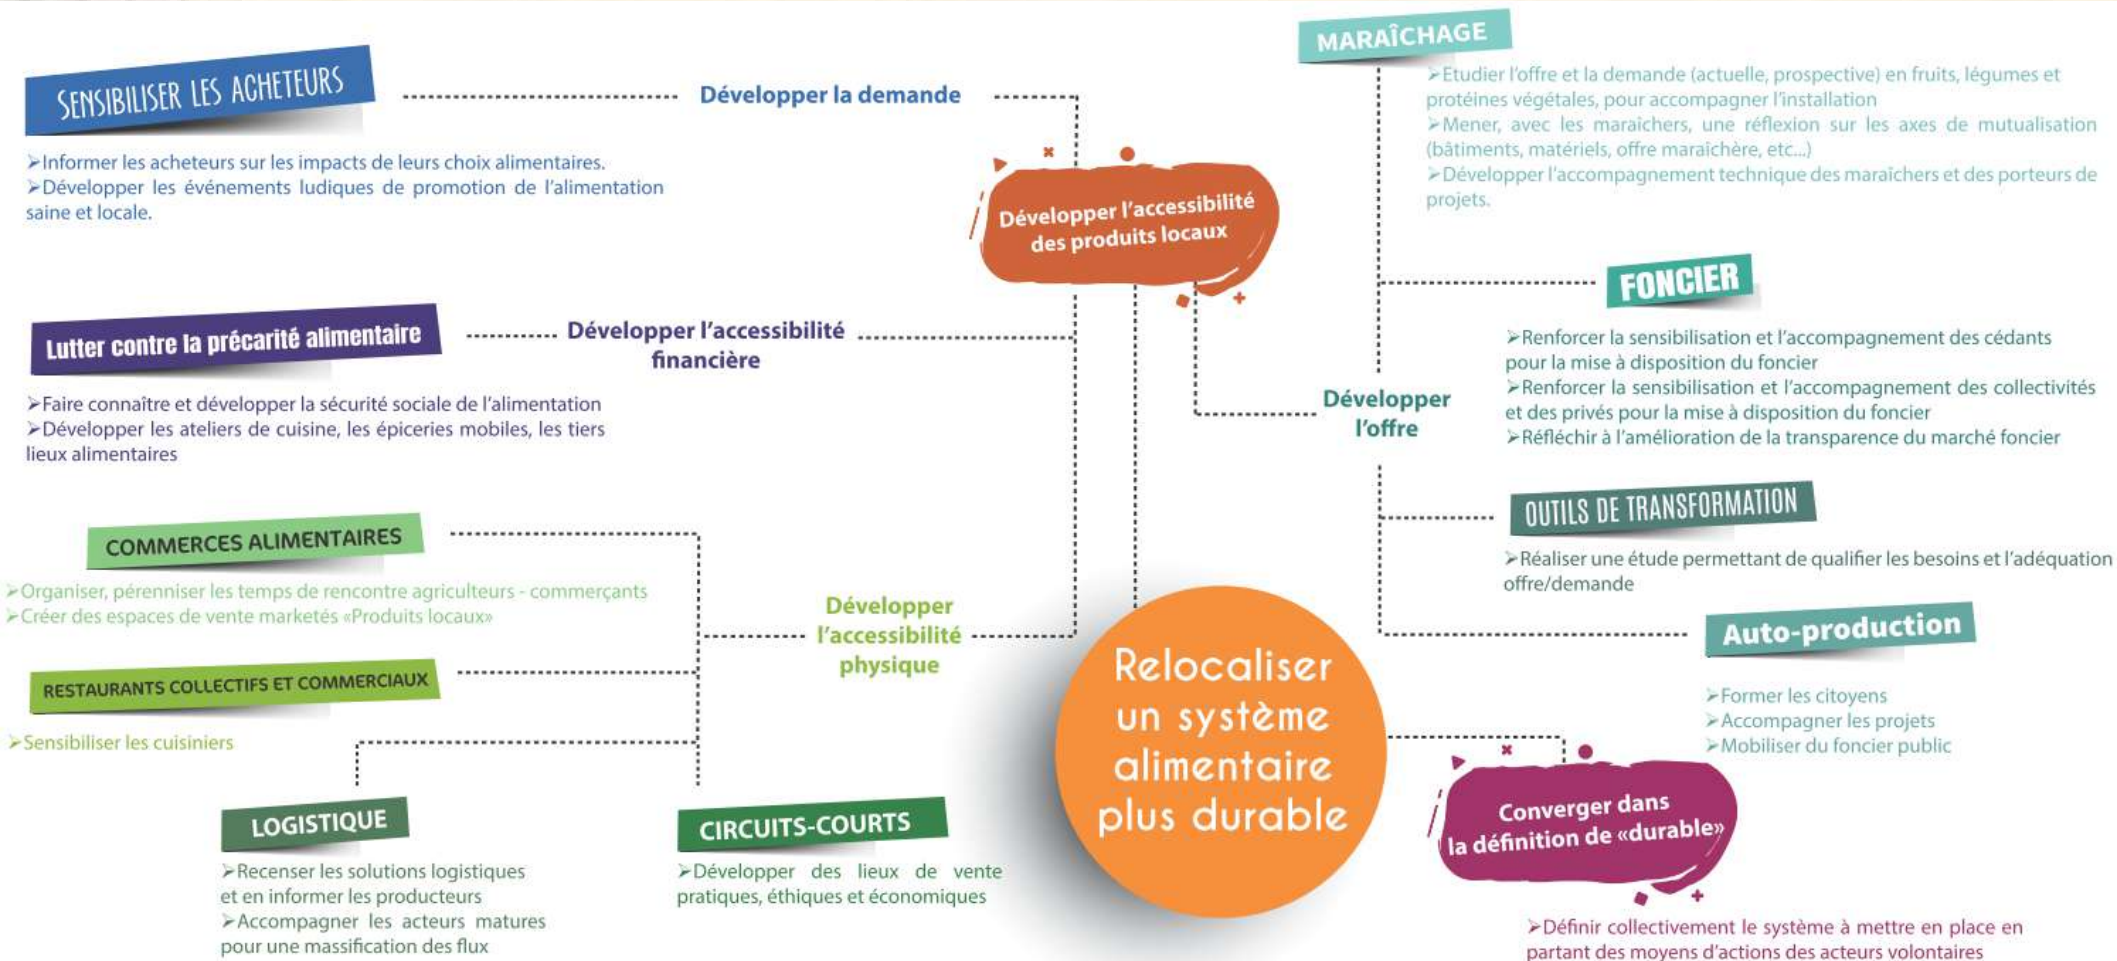 SENSIBILISER LES ACHETEURS
Développer la demande
➢Informer les acheteurs sur les impacts de leurs choix alimentaires.
➢Développer les événements ludiques de promotion de l'alimentation
saine et locale.
Développer l'accessibilité
des produits locaux
Lutter contre la précarité alimentaire
Développer l'accessibilité
financière
➢Faire connaître et développer la sécurité sociale de l'alimentation
➢Développer les ateliers de cuisine, les épiceries mobiles, les tiers
lieux alimentaires
COMMERCES ALIMENTAIRES
➢Organiser, pérenniser les temps de rencontre agriculteurs - commerçants
➢Créer des espaces de vente marketés «Produits locaux»
Développer
l'accessibilité
physique
RESTAURANTS COLLECTIFS ET COMMERCIAUX
➢Sensibiliser les cuisiniers
LOGISTIQUE
➢Recenser les solutions logistiques
et en informer les producteurs
➢Accompagner les acteurs matures
pour une massification des flux
CIRCUITS-COURTS
➢Développer des lieux de vente
pratiques, éthiques et économiques
Relocaliser
un système
alimentaire
plus durable
MARAÎCHAGE
➢Etudier l'offre et la demande (actuelle, prospective) en fruits, légumes et
protéines végétales, pour accompagner l'installation
➢Mener, avec les maraîchers, une réflexion sur les axes de mutualisation
(bâtiments, matériels, offre maraîchère, etc...)
➢Développer l'accompagnement technique des maraîchers et des porteurs de
projets.
FONCIER
➢Renforcer la sensibilisation et l'accompagnement des cédants
pour la mise à disposition du foncier
➢Renforcer la sensibilisation et l'accompagnement des collectivités
et des privés pour la mise à disposition du foncier
➢Réfléchir à l'amélioration de la transparence du marché foncier
Développer
l'offre
OUTILS DE TRANSFORMATION
➢Réaliser une étude permettant de qualifier les besoins et l'adéquation
offre/demande
Auto-production
➢Former les citoyens
➢Accompagner les projets
➢Mobiliser du foncier public
Converger dans
la définition de «durable»
➢Définir collectivement le système à mettre en place en
partant des moyens d'actions des acteurs volontaires